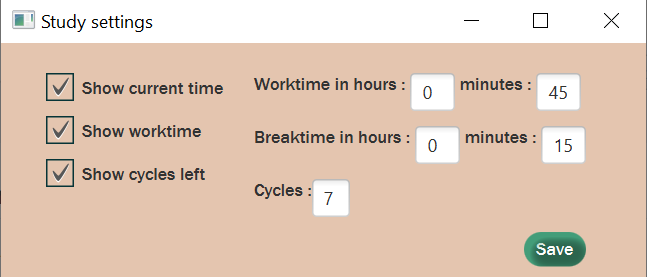 Study settings
Show current time
Show worktime
Show cycles left
Worktime in hours : 0 minutes : 45
Breaktime in hours : 0 minutes : 15
Cycles : 7
Save